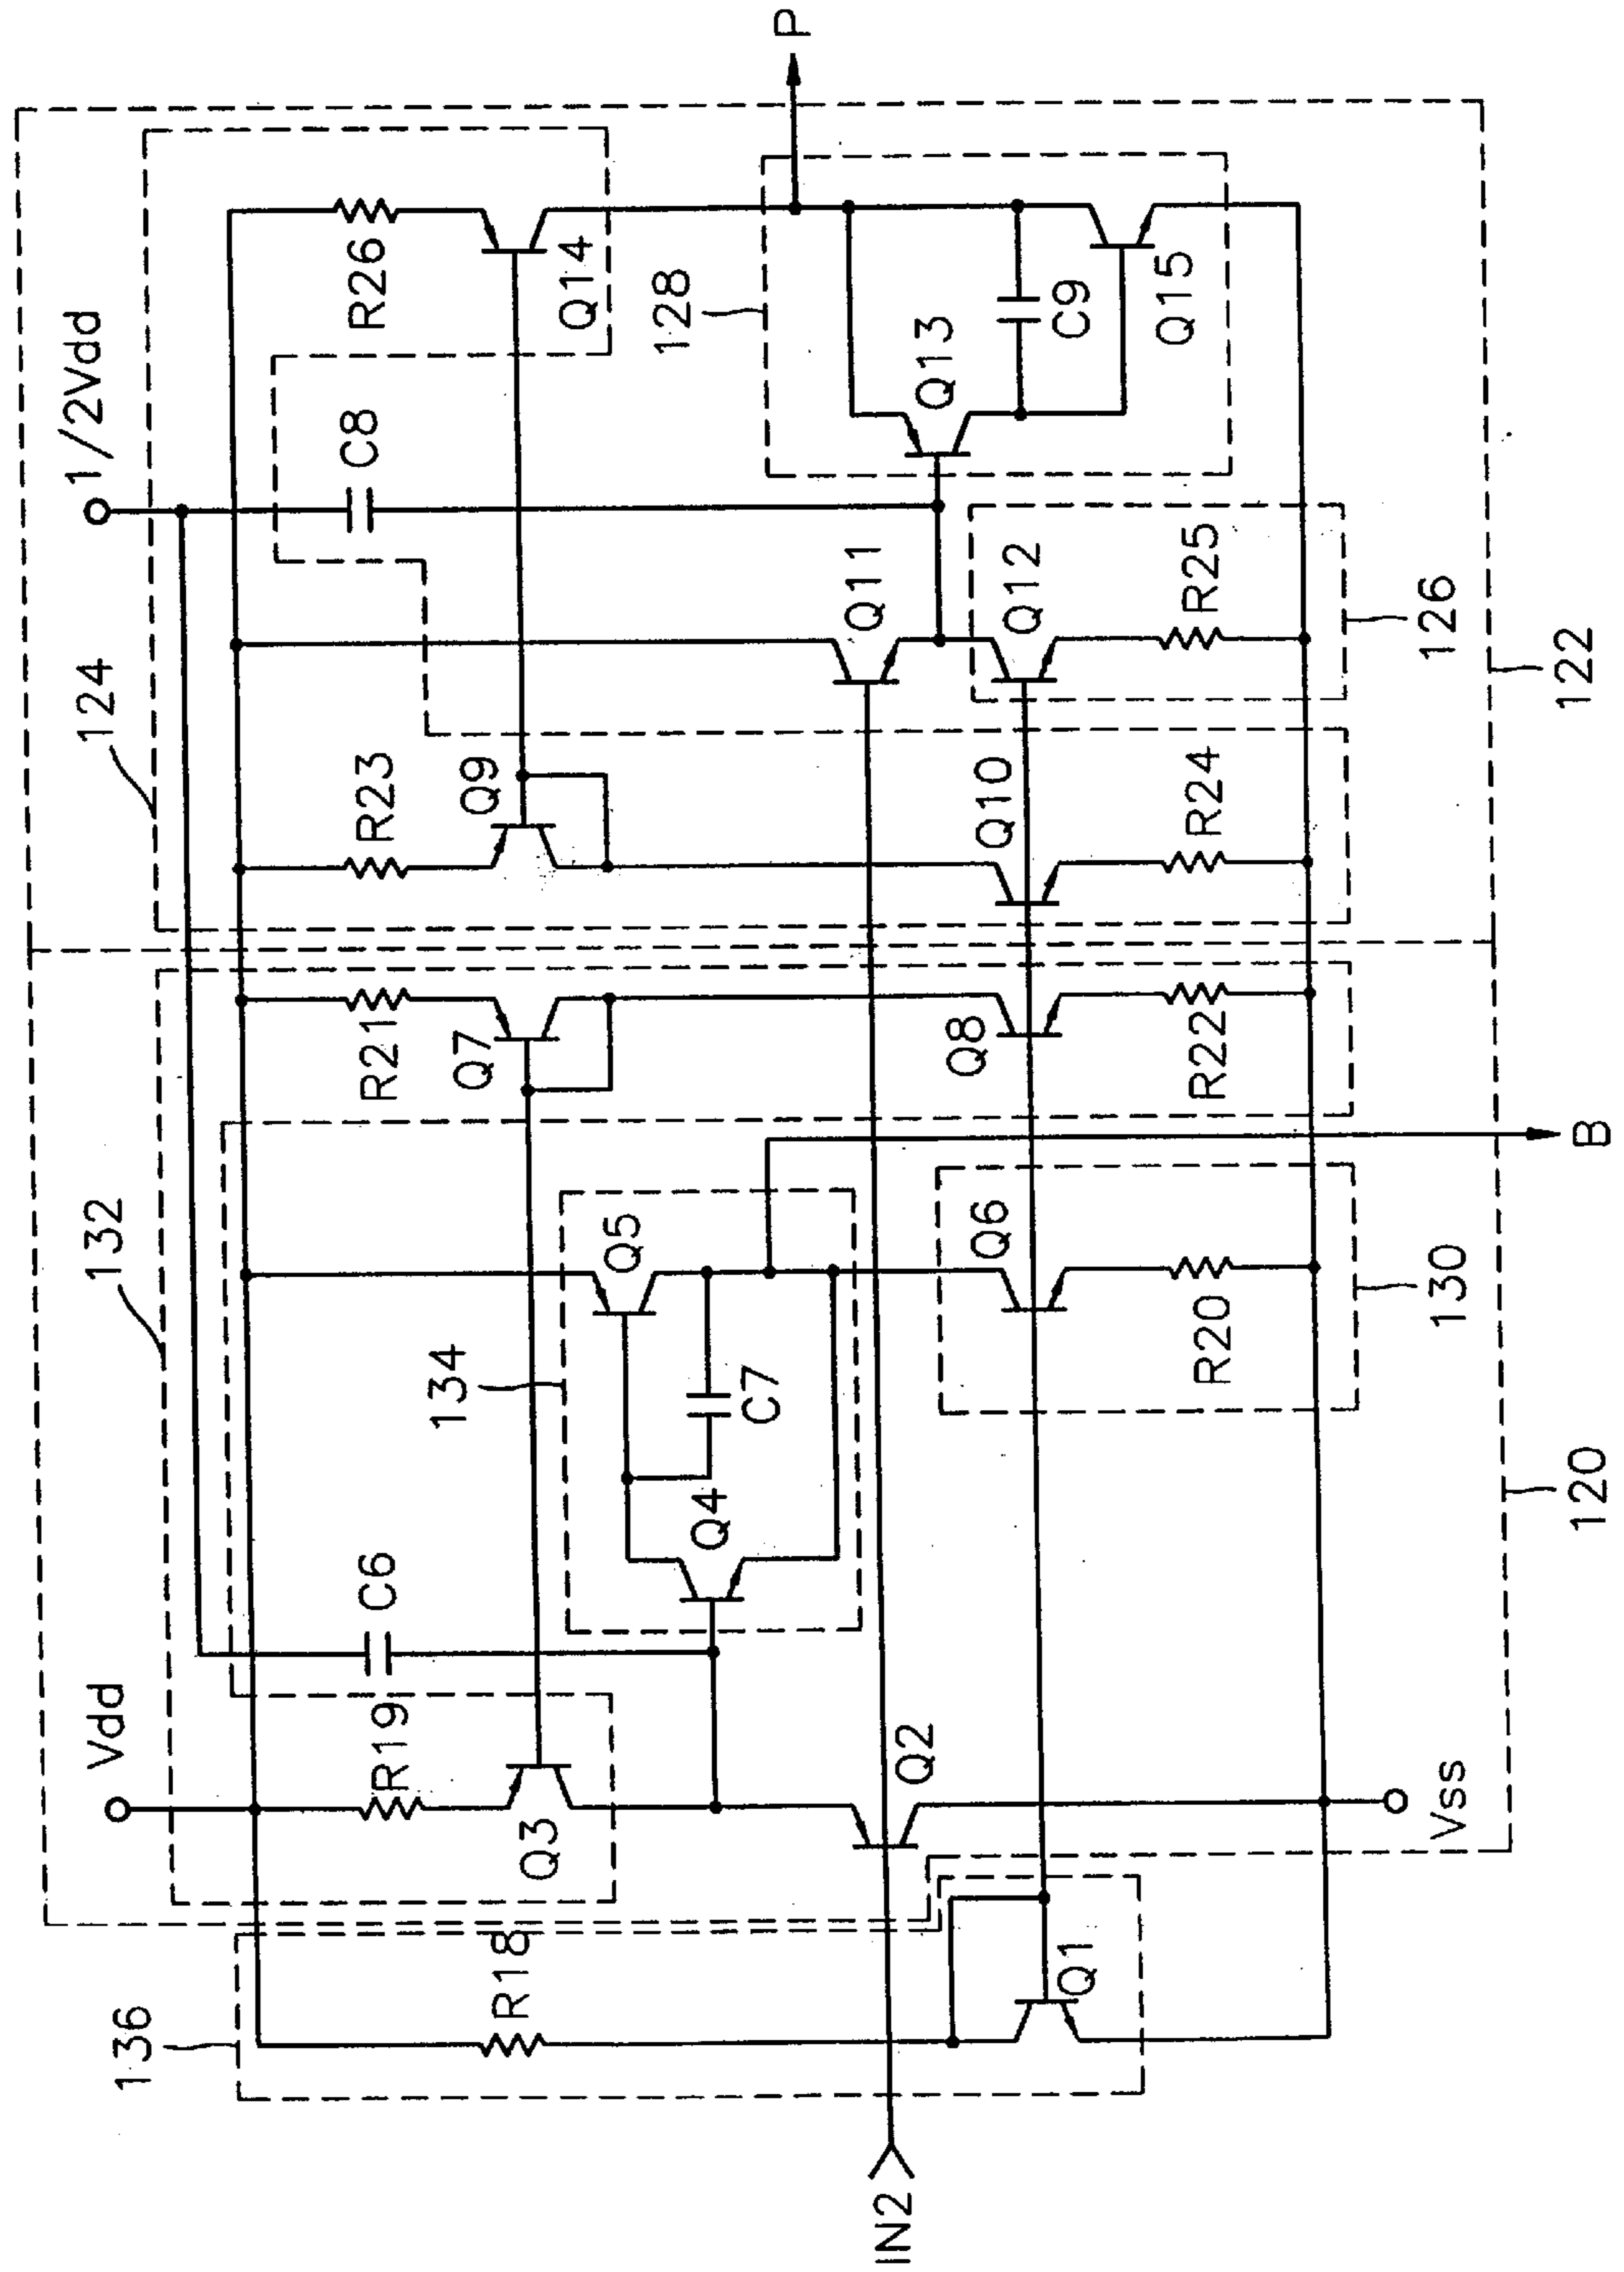 P
1/2Vdd
R26
Q14
128
C8
Q13
C9
Q15
124
Q11
Q12
R25
126
122
R23
Q9
Q10
R24
R21
Q7
Q8
R22
B
132
Q5
134
C7
Q4
Q6
R20
130
120
C6
Vdd
R19
Q3
Q2
Vss
136
R18
Q1
IN2